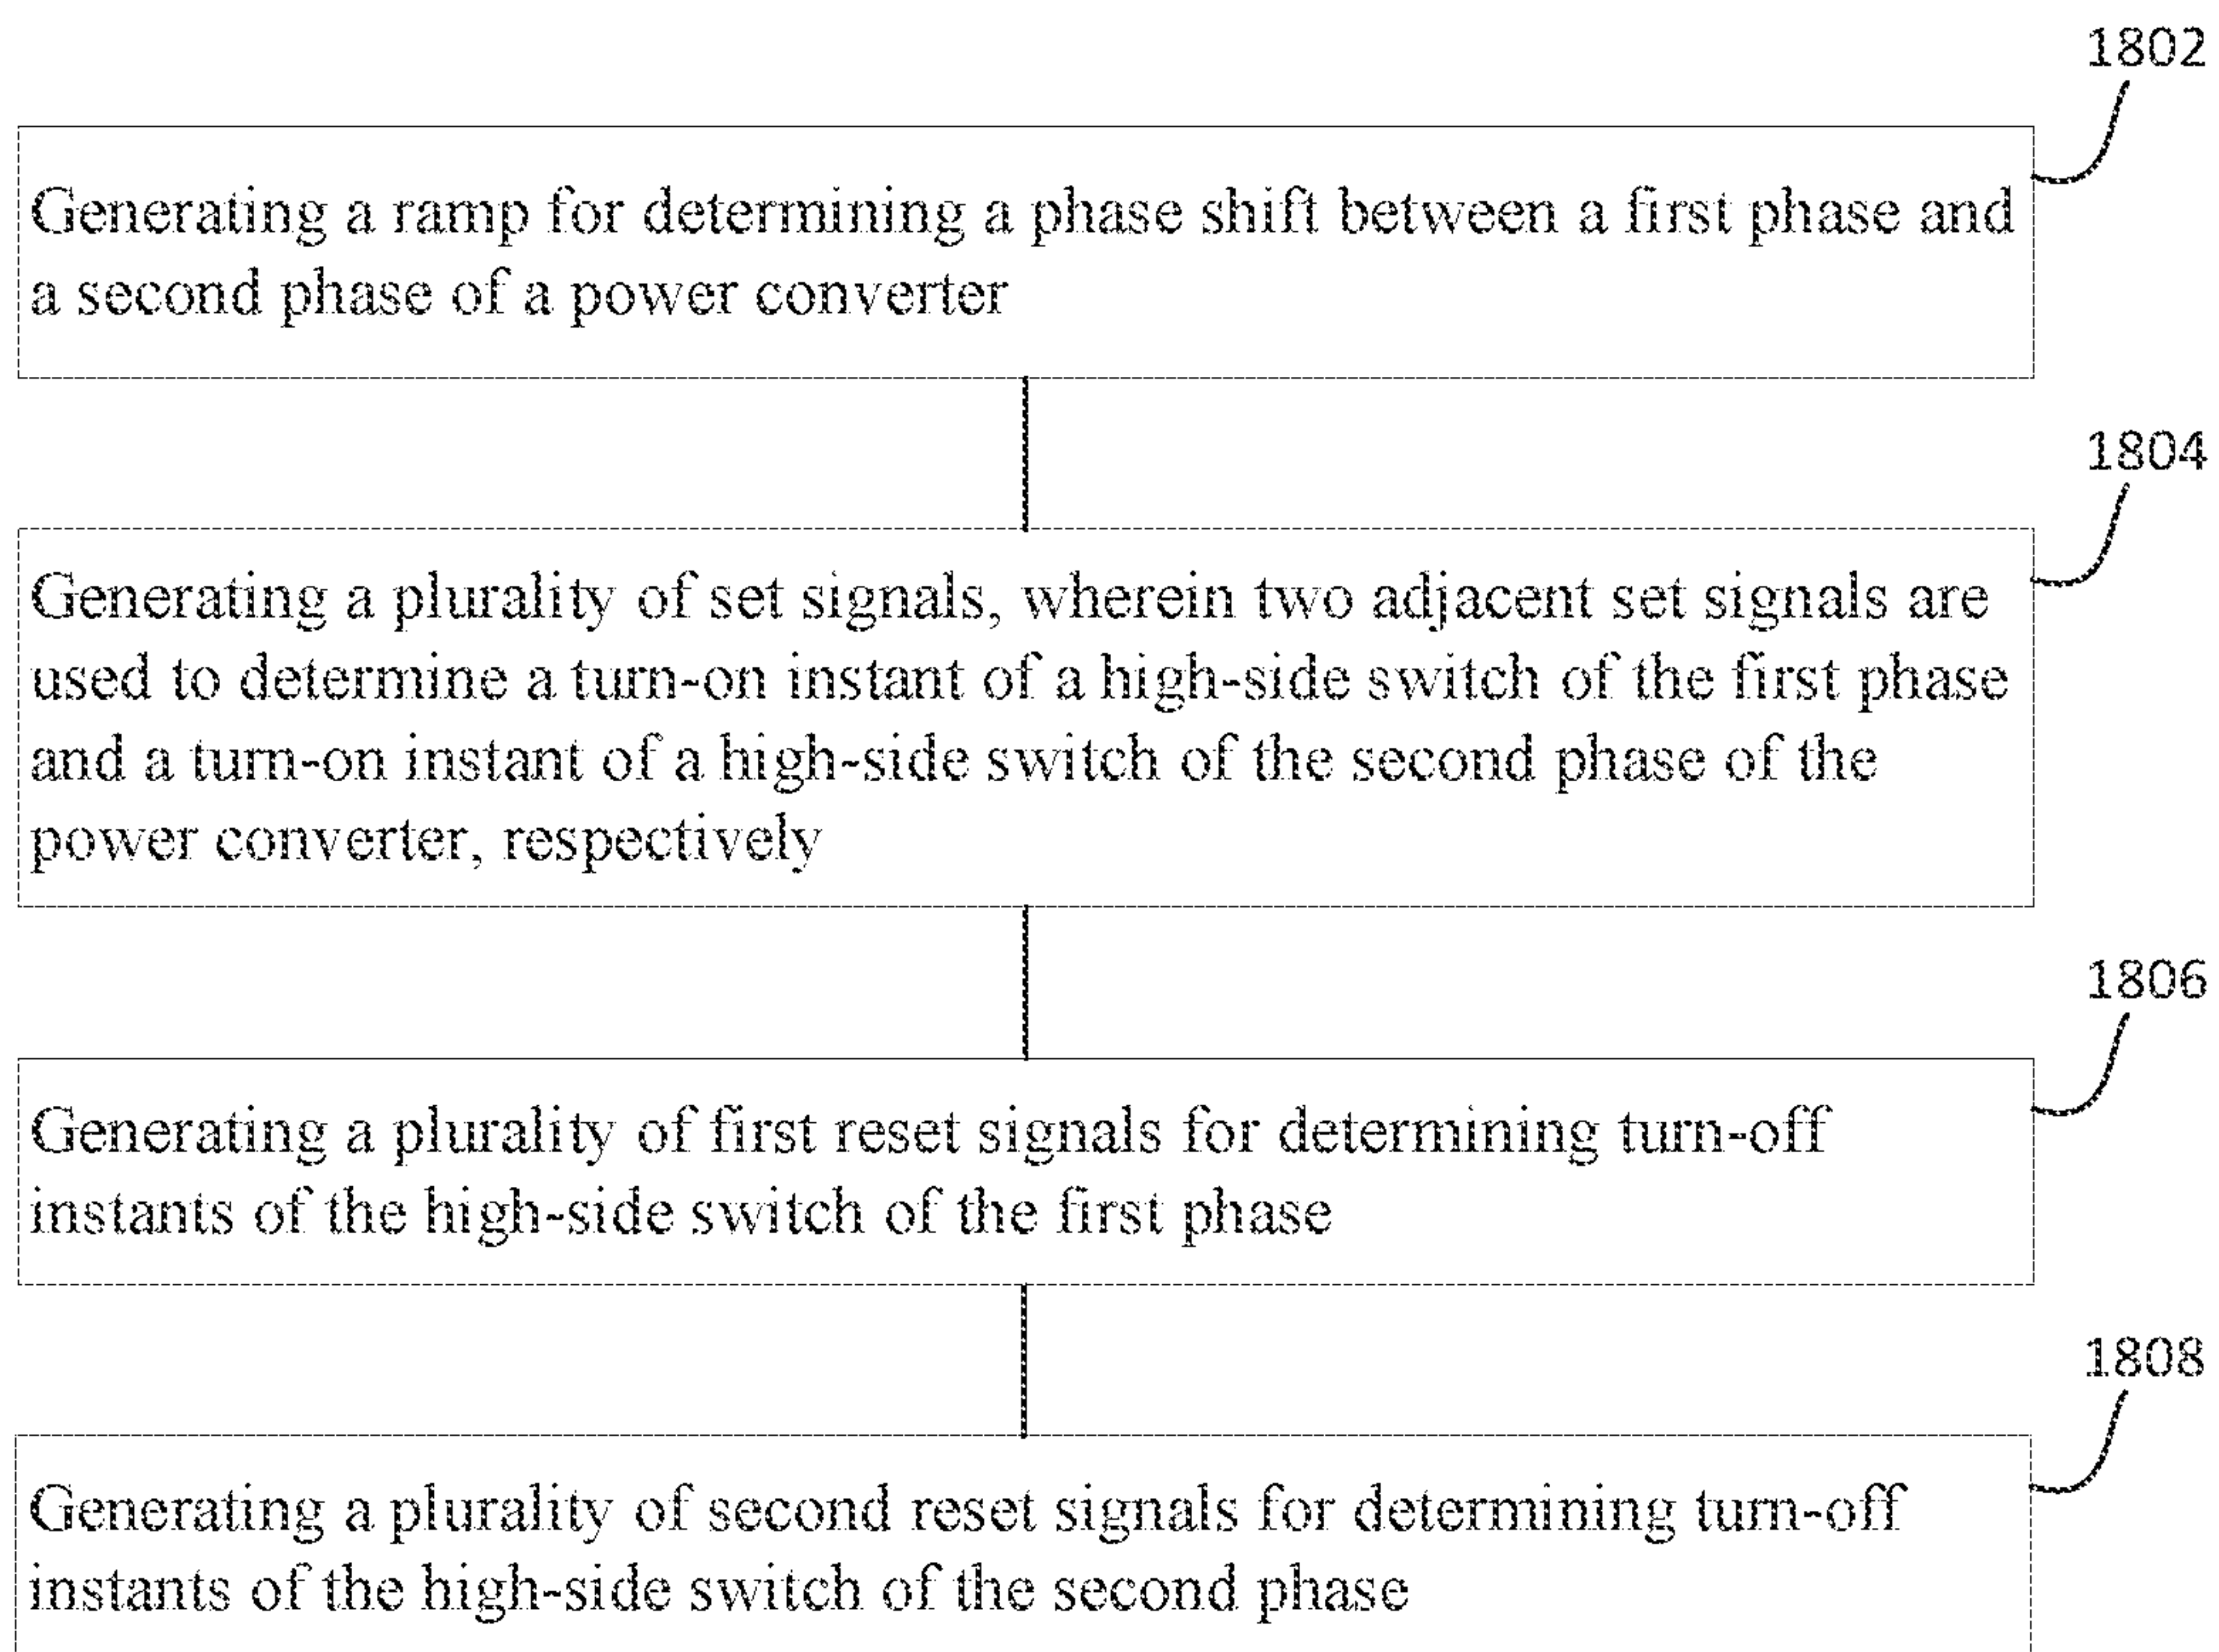 1802
Generating a ramp for determining a phase shift between a first phase and
a second phase of a power converter
1804
Generating a plurality of set signals, wherein two adjacent set signals are
used to determine a turn-on instant of a high-side switch of the first phase
and a turn-on instant of a high-side switch of the second phase of the
power converter, respectively
1806
Generating a plurality of first reset signals for determining turn-off
instants of the high-side switch of the first phase
1808
Generating a plurality of second reset signals for determining turn-off
instants of the high-side switch of the second phase